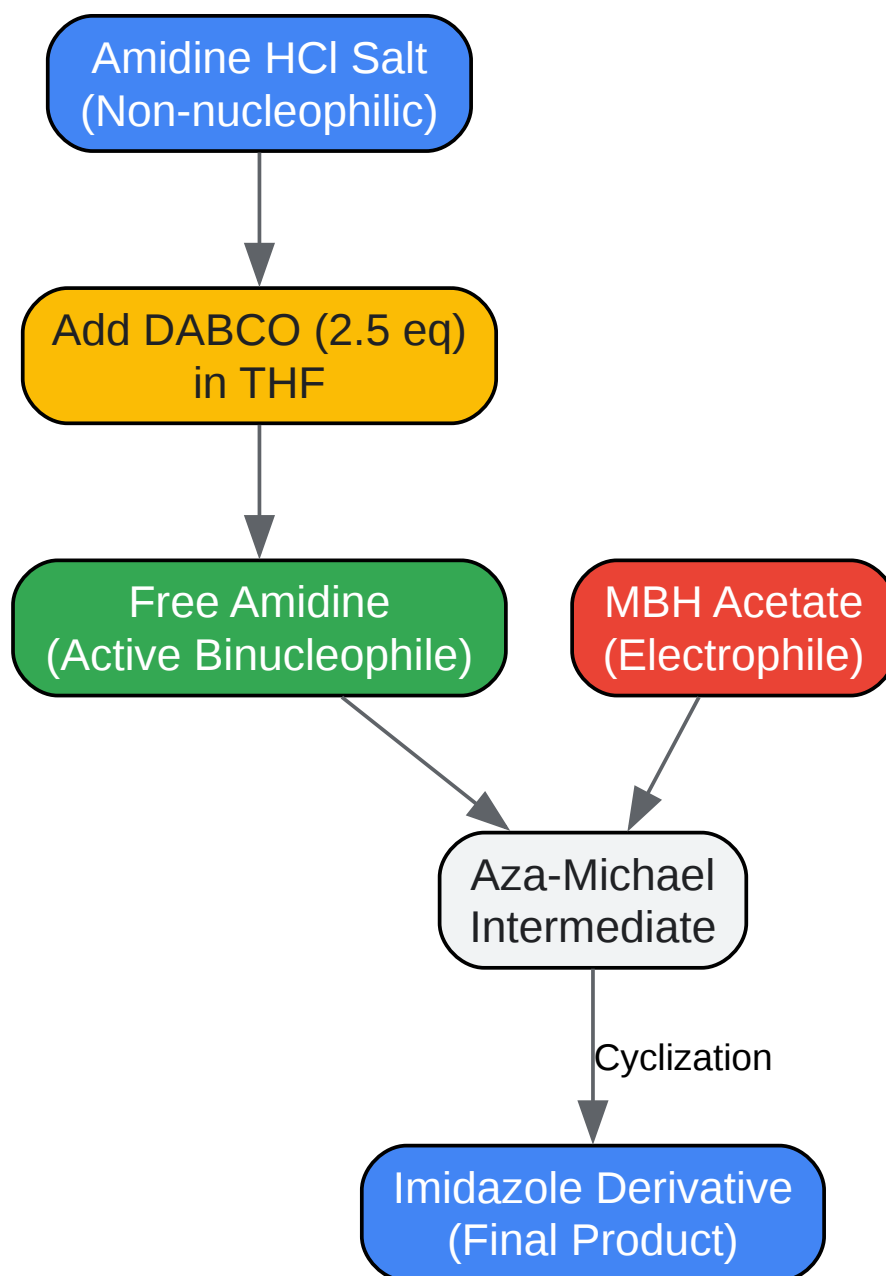 Amidine HCl Salt
(Non-nucleophilic)
Add DABCO (2.5 eq)
in THF
Free Amidine
(Active Binucleophile)
MBH Acetate
(Electrophile)
Aza-Michael
Intermediate
Cyclization
Imidazole Derivative
(Final Product)